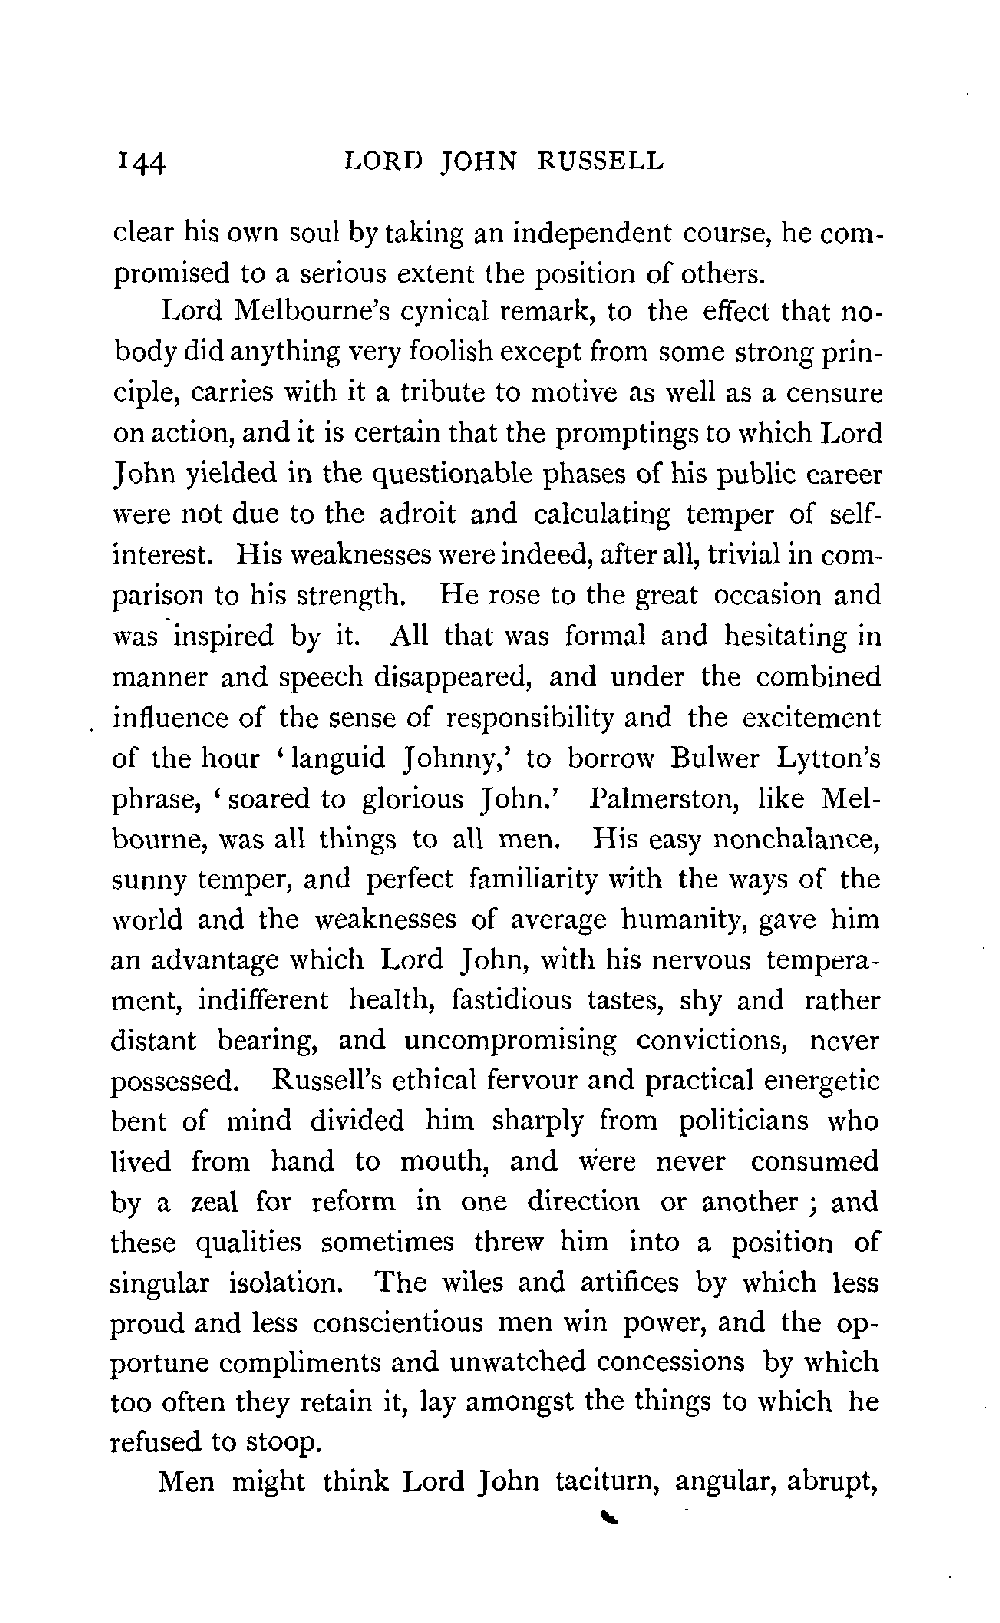 144 LORD JOHN RUSSELL
clear his own soul by taking an independent course, he com-
promised to a serious extent the position of others.
Lord Melbourne's cynical remark, to the effect that no-
body did anything very foolish except from some strong prin-
ciple, carries with it a tribute to motive as well as a censure
on action, and it is certain that the promptings to which Lord
John yielded in the questionable phases of his public career
were not due to the adroit and calculating temper of self-
interest. His weaknesses were indeed, after all, trivial in com-
parison to his strength. He rose to the great occasion and
was inspired by it. All that was formal and hesitating in
manner and speech disappeared, and under the combined
influence of the sense of responsibility and the excitement
of the hour ‘languid Johnny,’ to borrow Bulwer Lytton's
phrase, ‘soared to glorious John.’ Palmerston, like Mel-
bourne, was all things to all men. His easy nonchalance,
sunny temper, and perfect familiarity with the ways of the
world and the weaknesses of average humanity, gave him
an advantage which Lord John, with his nervous tempera-
ment, indifferent health, fastidious tastes, shy and rather
distant bearing, and uncompromising convictions, never
possessed. Russell's ethical fervour and practical energetic
bent of mind divided him sharply from politicians who
lived from hand to mouth, and were never consumed
by a zeal for reform in one direction or another ; and
these qualities sometimes threw him into a position of
singular isolation. The wiles and artifices by which less
proud and less conscientious men win power, and the op-
portune compliments and unwatched concessions by which
too often they retain it, lay amongst the things to which he
refused to stoop.
Men might think Lord John taciturn, angular, abrupt,